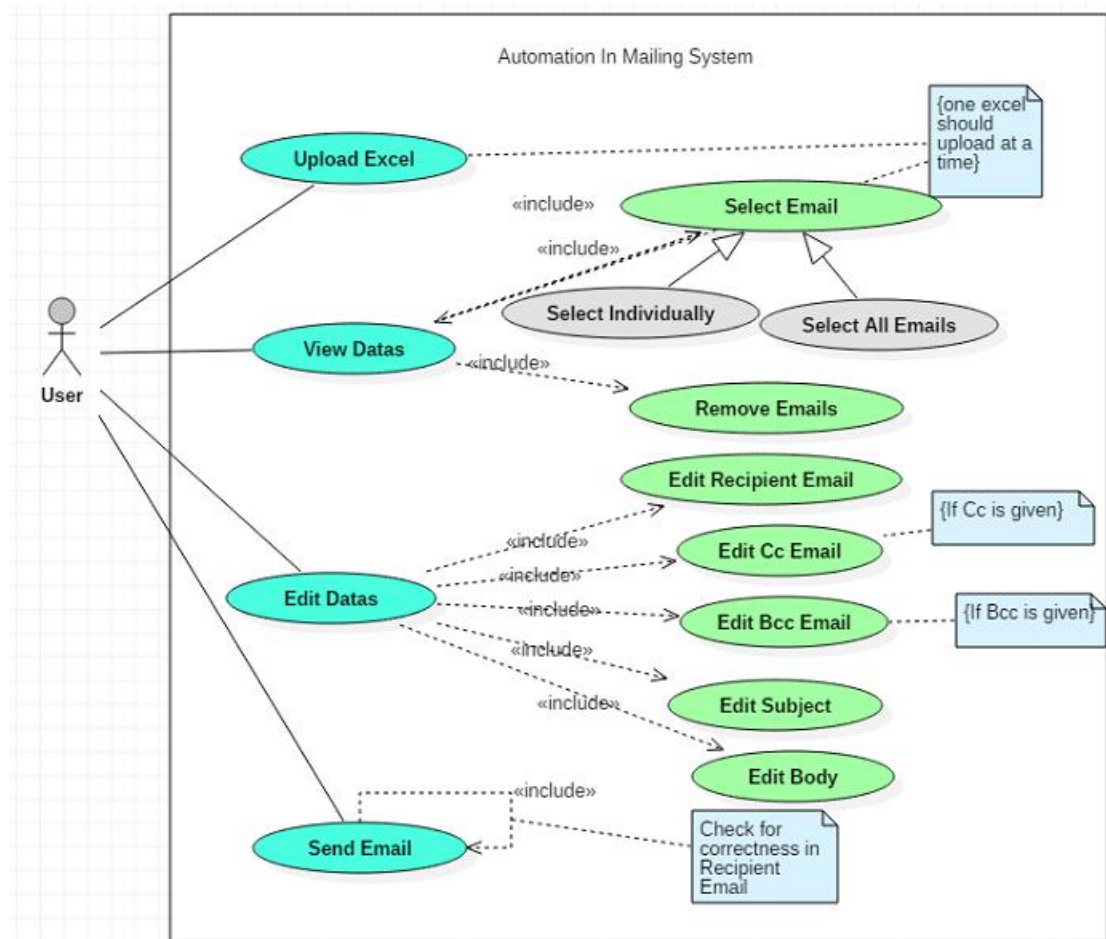 Automation In Mailing System
{one excel
should
upload at a
time}
Upload Excel
«include»
Select Email
«include»
Select Individually
Select All Emails
View Datas
«include»
User
Remove Emails
Edit Recipient Email
{If Cc is given}
«include»
Edit Cc Email
«include»
Edit Datas
«include»
Edit Bcc Email
{If Bcc is given}
«include»
Edit Subject
«include»
Edit Body
«include»
Send Email
Check for
correctness in
Recipient
Email